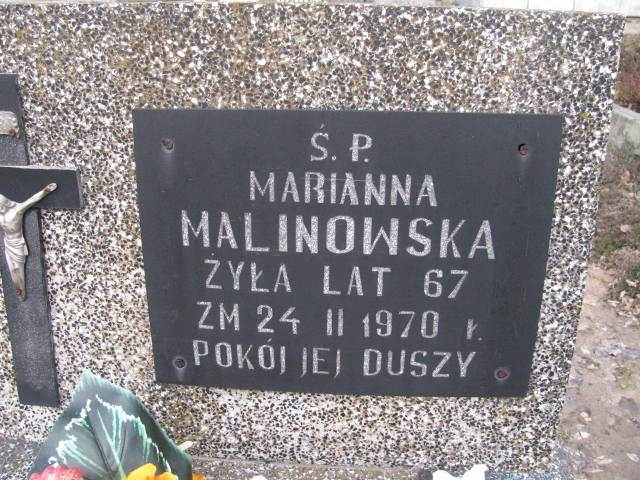 Ś. P.
MARIANNA
MALINOWSKA
ŻYŁA LAT 67
ZM 24 II 1970 r.
POKÓJ JEJ DUSZY